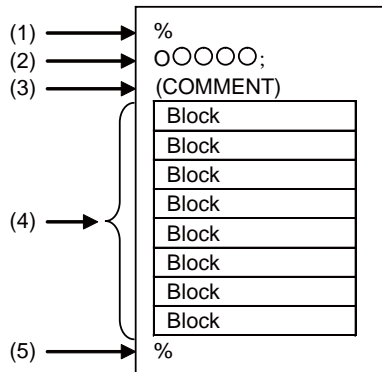 (1) %
(2) O○○○○;
(3) (COMMENT)
Block
Block
Block
Block
(4) Block
Block
Block
Block
(5) %